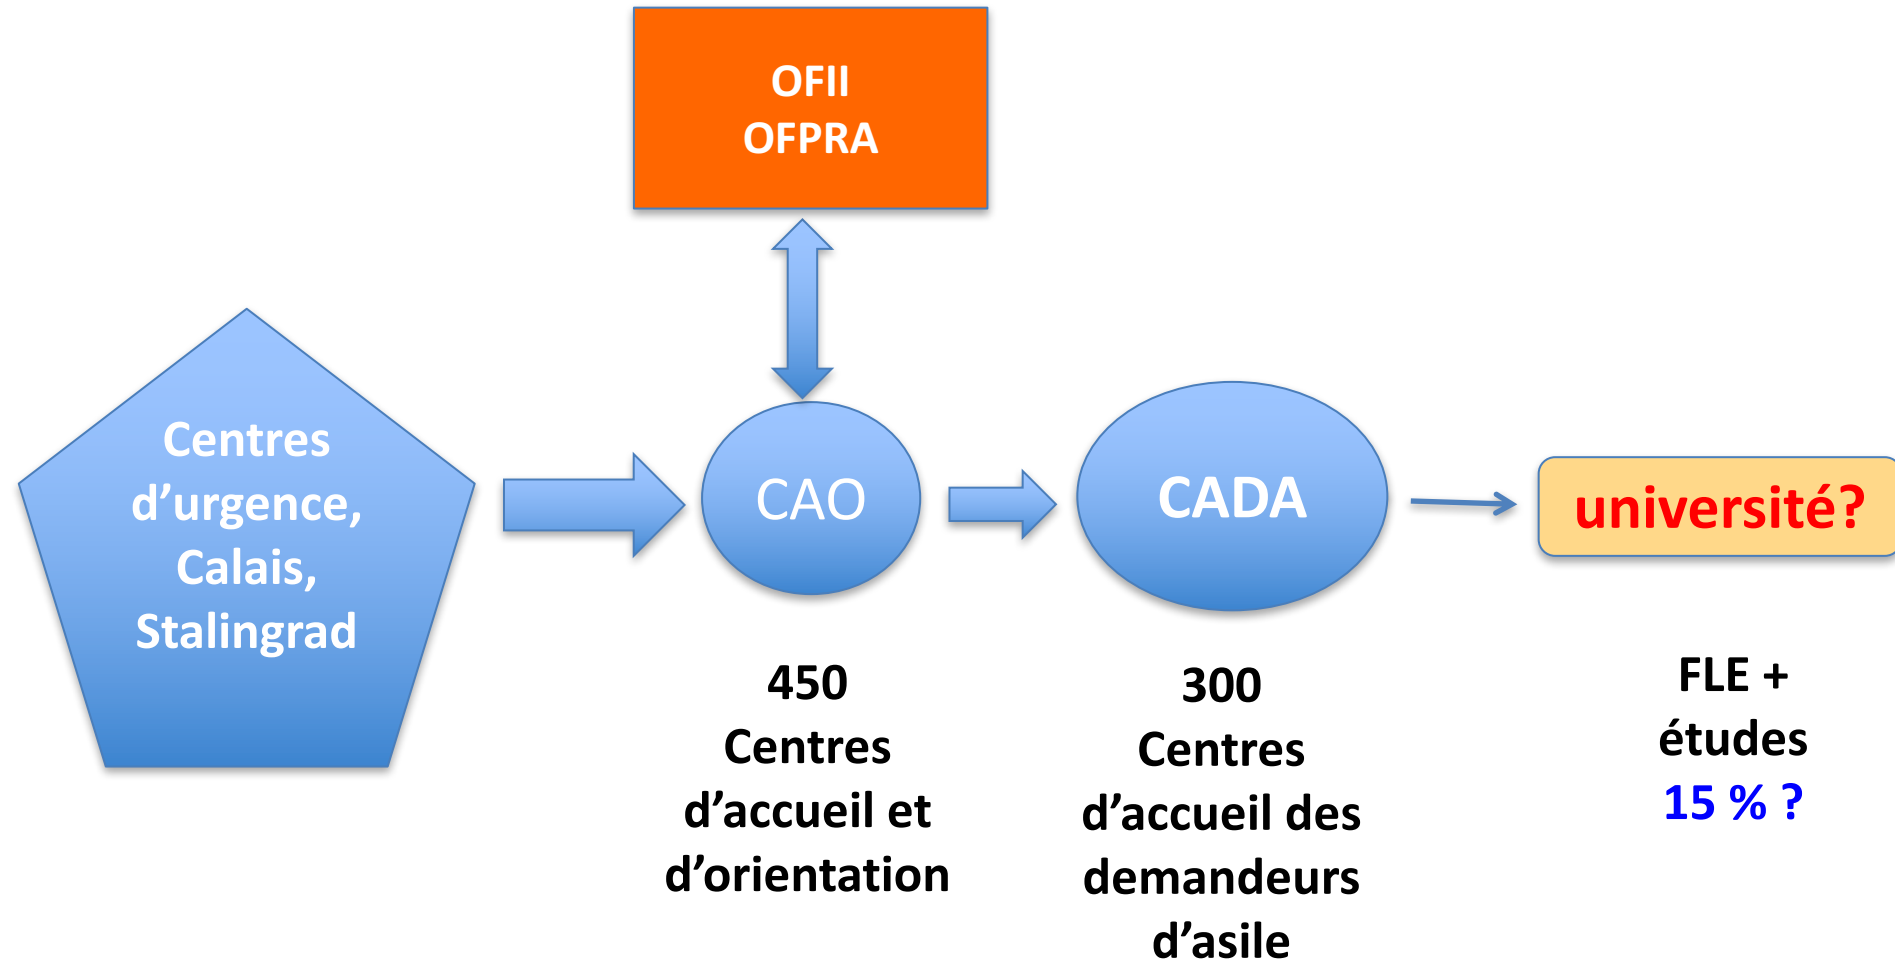 OFII
OFPRA
Centres
d’urgence,
Calais,
Stalingrad
CAO
CADA
université?
450
Centres
d’accueil et
d’orientation
300
Centres
d’accueil des
demandeurs
d’asile
FLE +
études
15 % ?